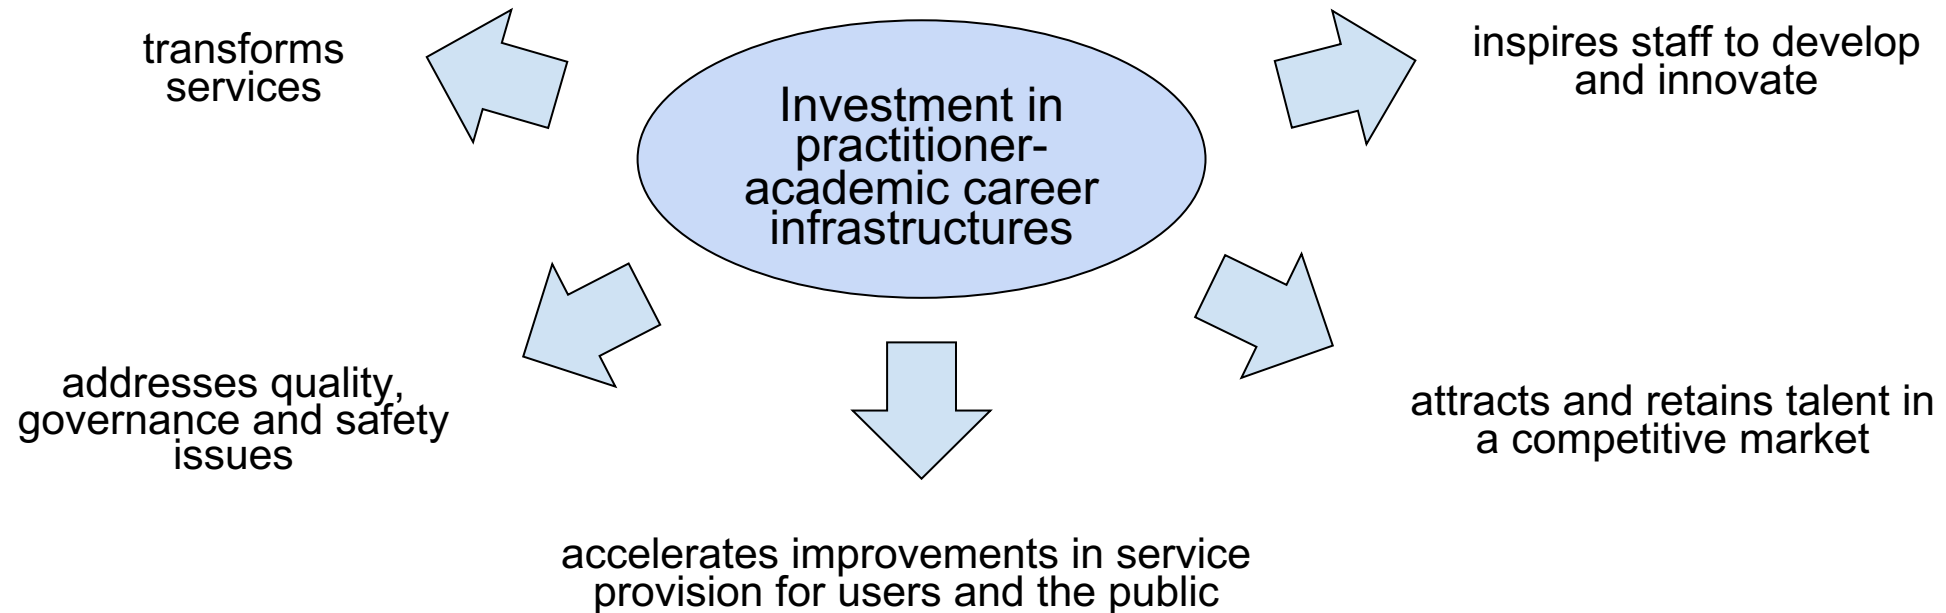 transforms
services
Investment in
practitioner-
academic career
infrastructures
inspires staff to develop
and innovate
addresses quality,
governance and safety
issues
attracts and retains talent in
a competitive market
accelerates improvements in service
provision for users and the public